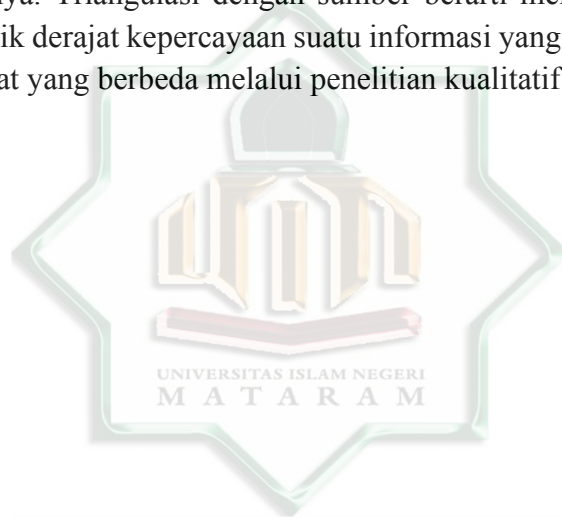 ya. Triangulasi dengan sumber berarti
ik derajat kepercayaan suatu informasi yang
at yang berbeda melalui penelitian kualitatif
UNIVERSITAS ISLAM NEGERI
MATARAM